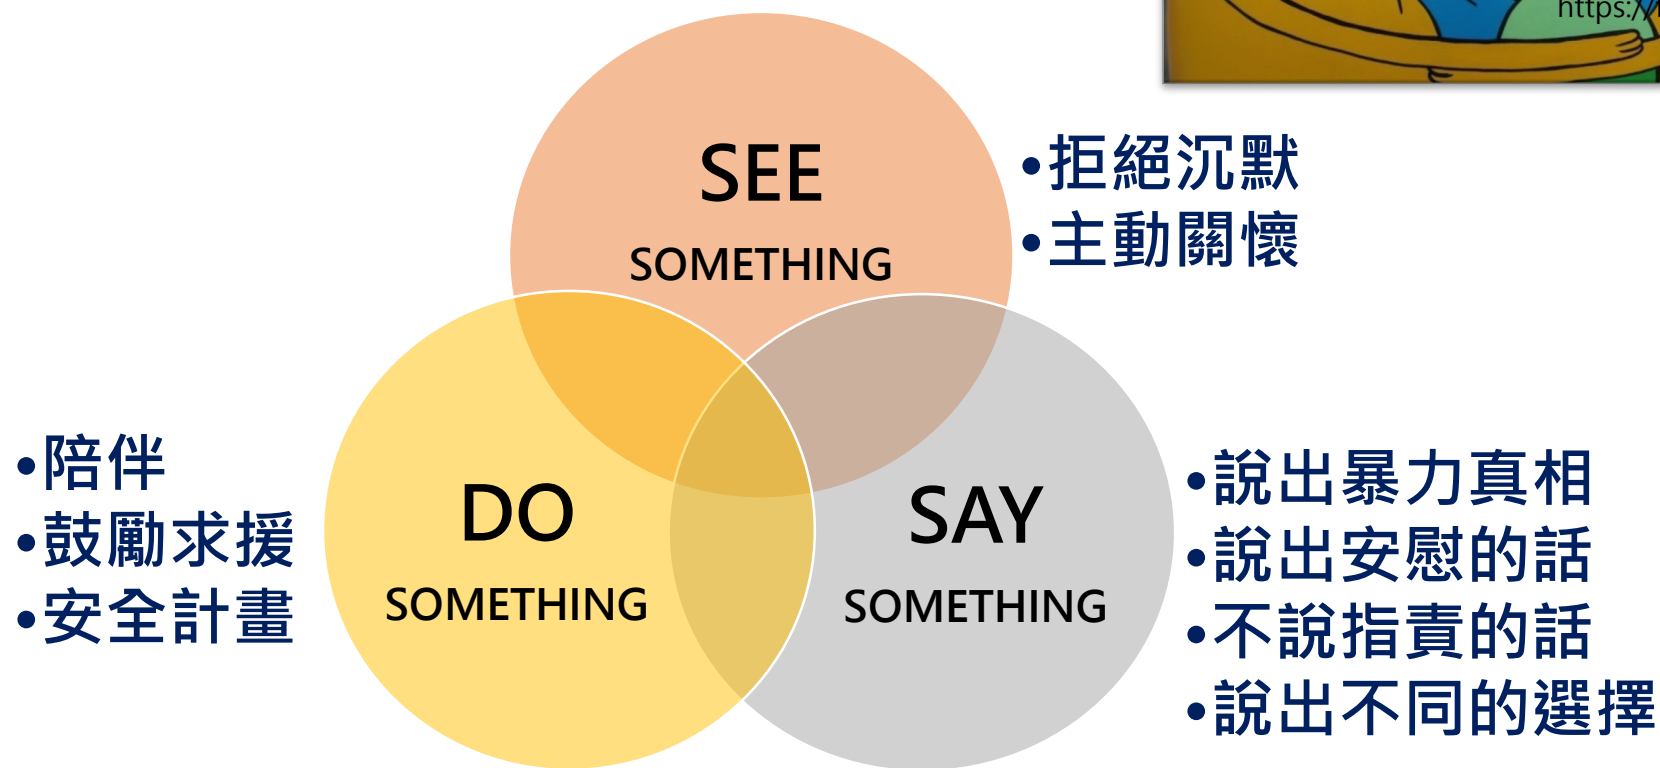 https://
SEE
SOMETHING
•拒絕沉默
•主動關懷
DO
SOMETHING
•陪伴
•鼓勵求援
•安全計畫
SAY
SOMETHING
•說出暴力真相
•說出安慰的話
•不說指責的話
•說出不同的選擇